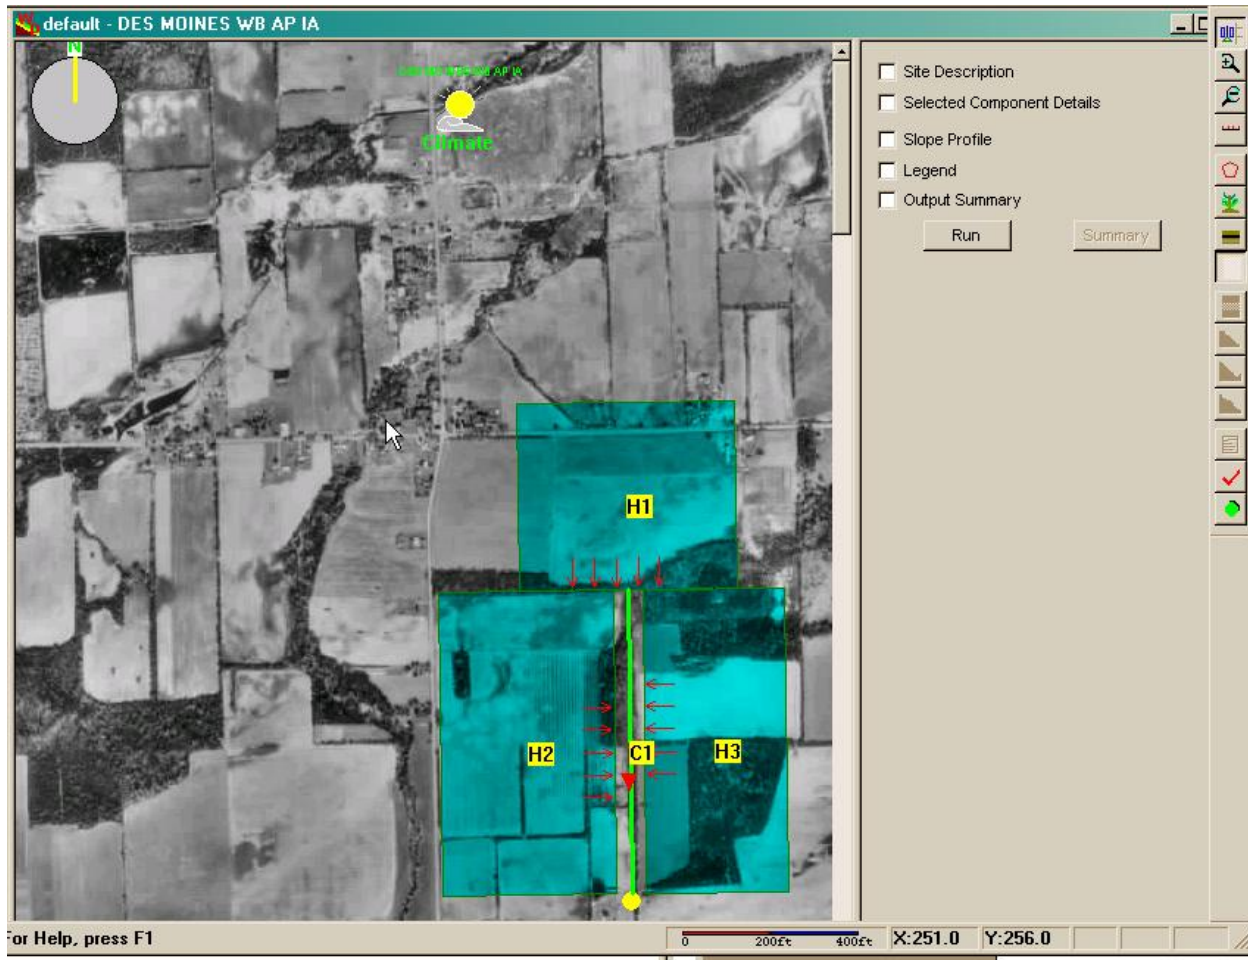 default - DES MOINES WB AP IA
N
Climate
H1
H2
C1
H3
Site Description
Selected Component Details
Slope Profile
Legend
Output Summary
Run
Summary
For Help, press F1
0 200ft 400ft
X:251.0
Y:256.0